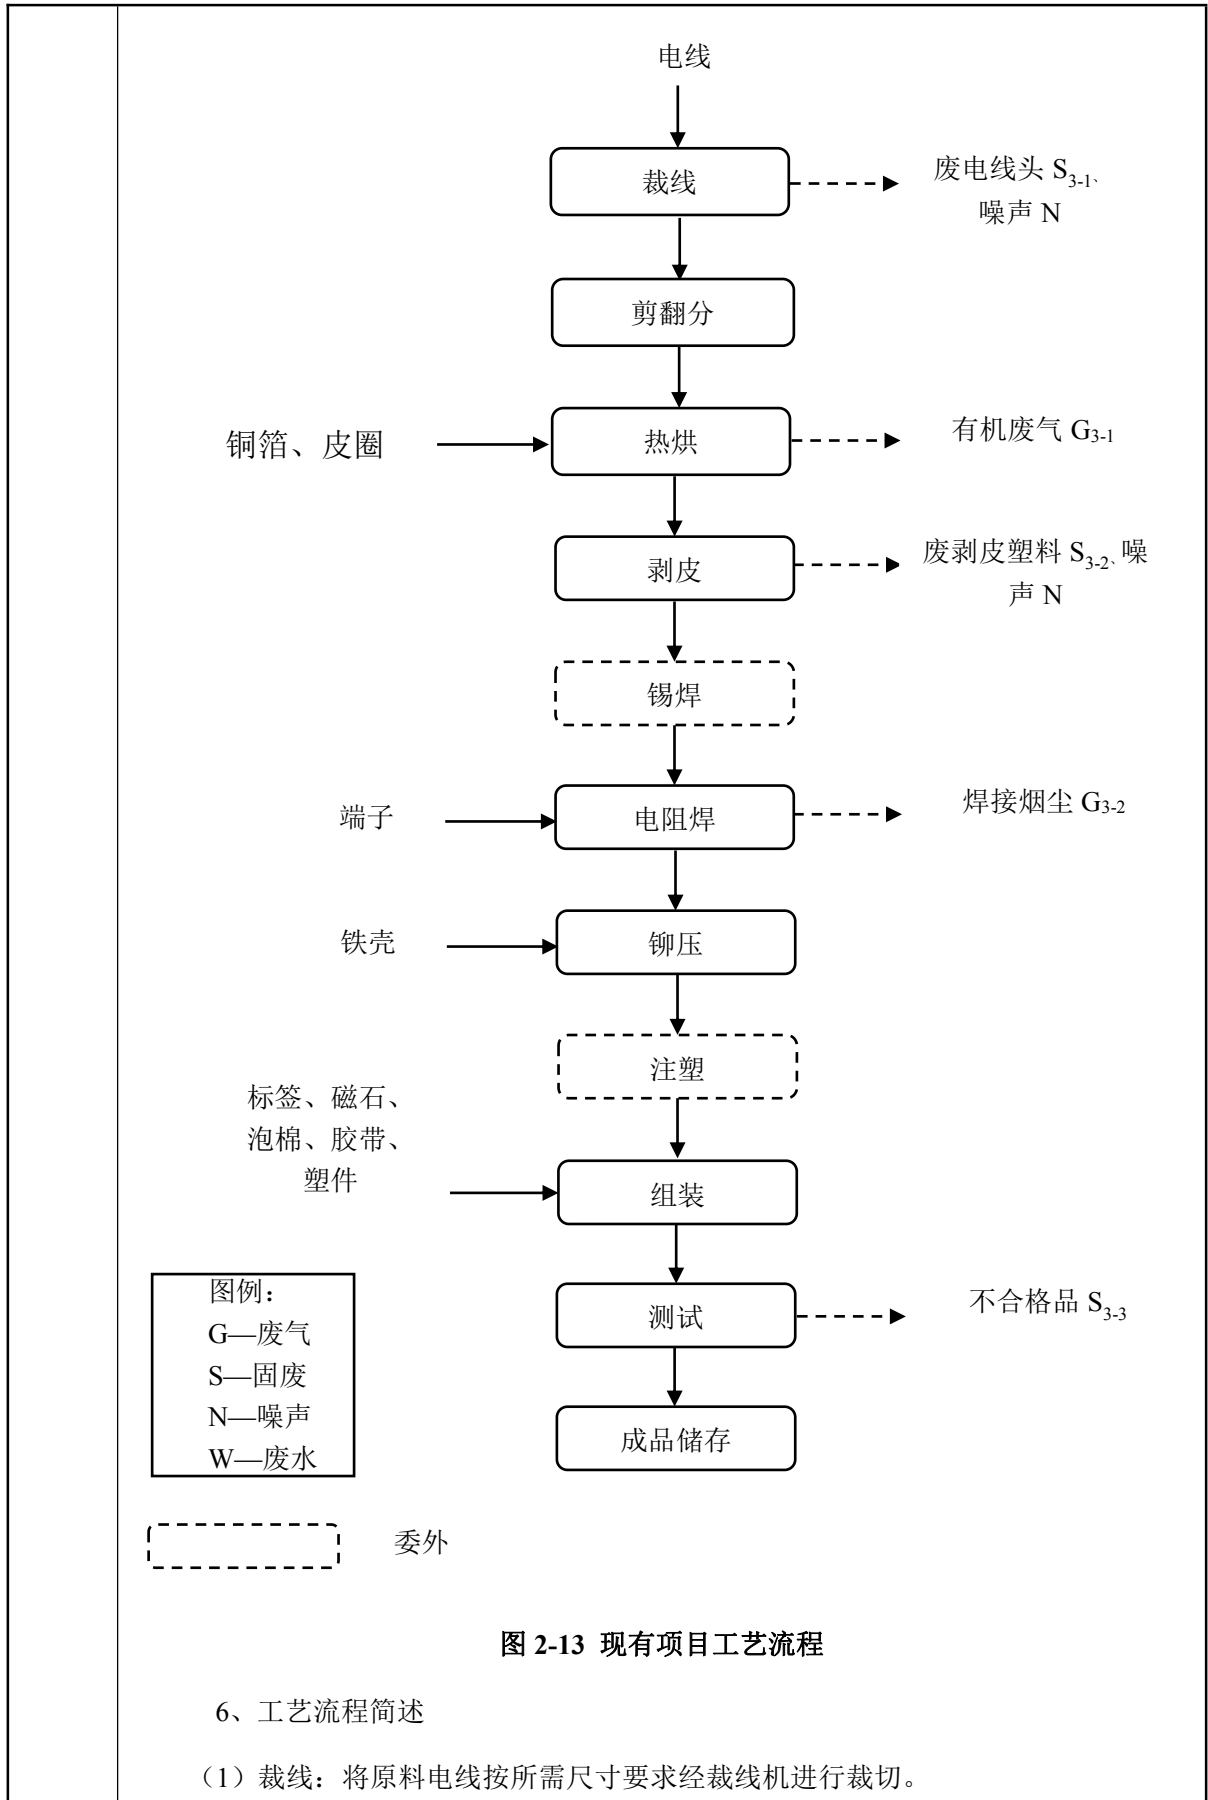 电线
裁线
废电线头 S3-1、
噪声 N
剪翻分
铜箔、皮圈
热烘
有机废气 G3-1
剥皮
废剥皮塑料 S3-2、噪
声 N
锡焊
端子
电阻焊
焊接烟尘 G3-2
铁壳
铆压
注塑
标签、磁石、
泡棉、胶带、
塑件
组装
测试
不合格品 S3-3
成品储存
图例：
G—废气
S—固废
N—噪声
W—废水
委外
图 2-13 现有项目工艺流程
6、工艺流程简述
（1）裁线：将原料电线按所需尺寸要求经裁线机进行裁切。